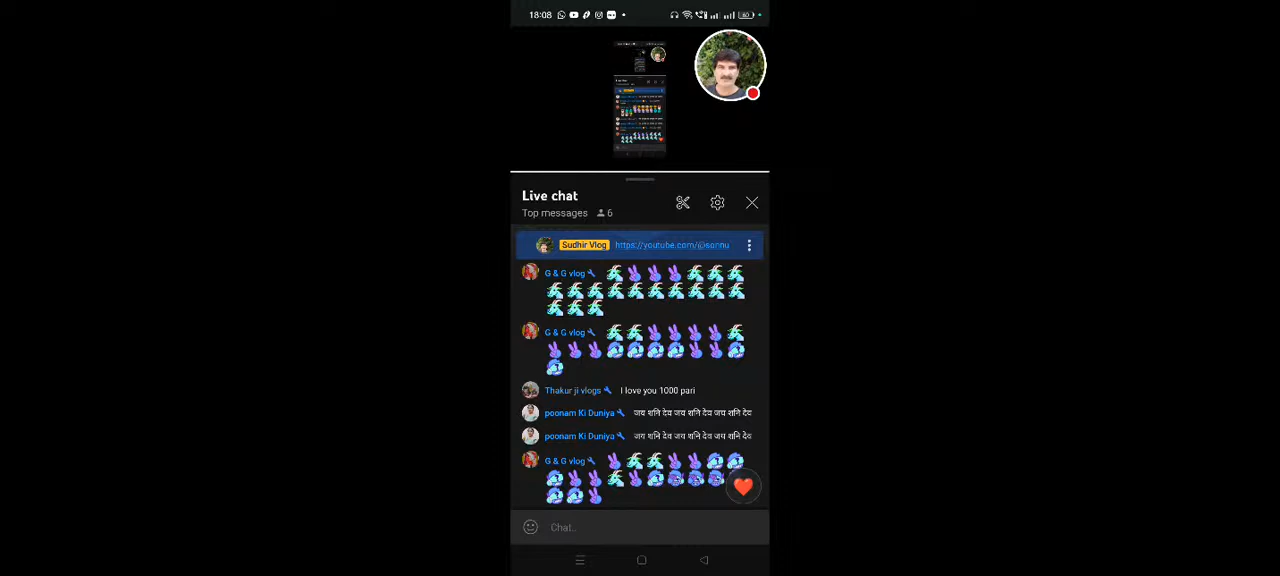 18:08
60
Live chat
Top messages 6
Sudhir Vlog https://youtube.com/@sannu
G & G vlog
G & G vlog
Thakur ji vlogs I love you 1000 pari
poonam Ki Duniya जय शनि देव जय शनि देव जय शनि देव
poonam Ki Duniya जय शनि देव जय शनि देव जय शनि देव
G & G vlog
Chat..